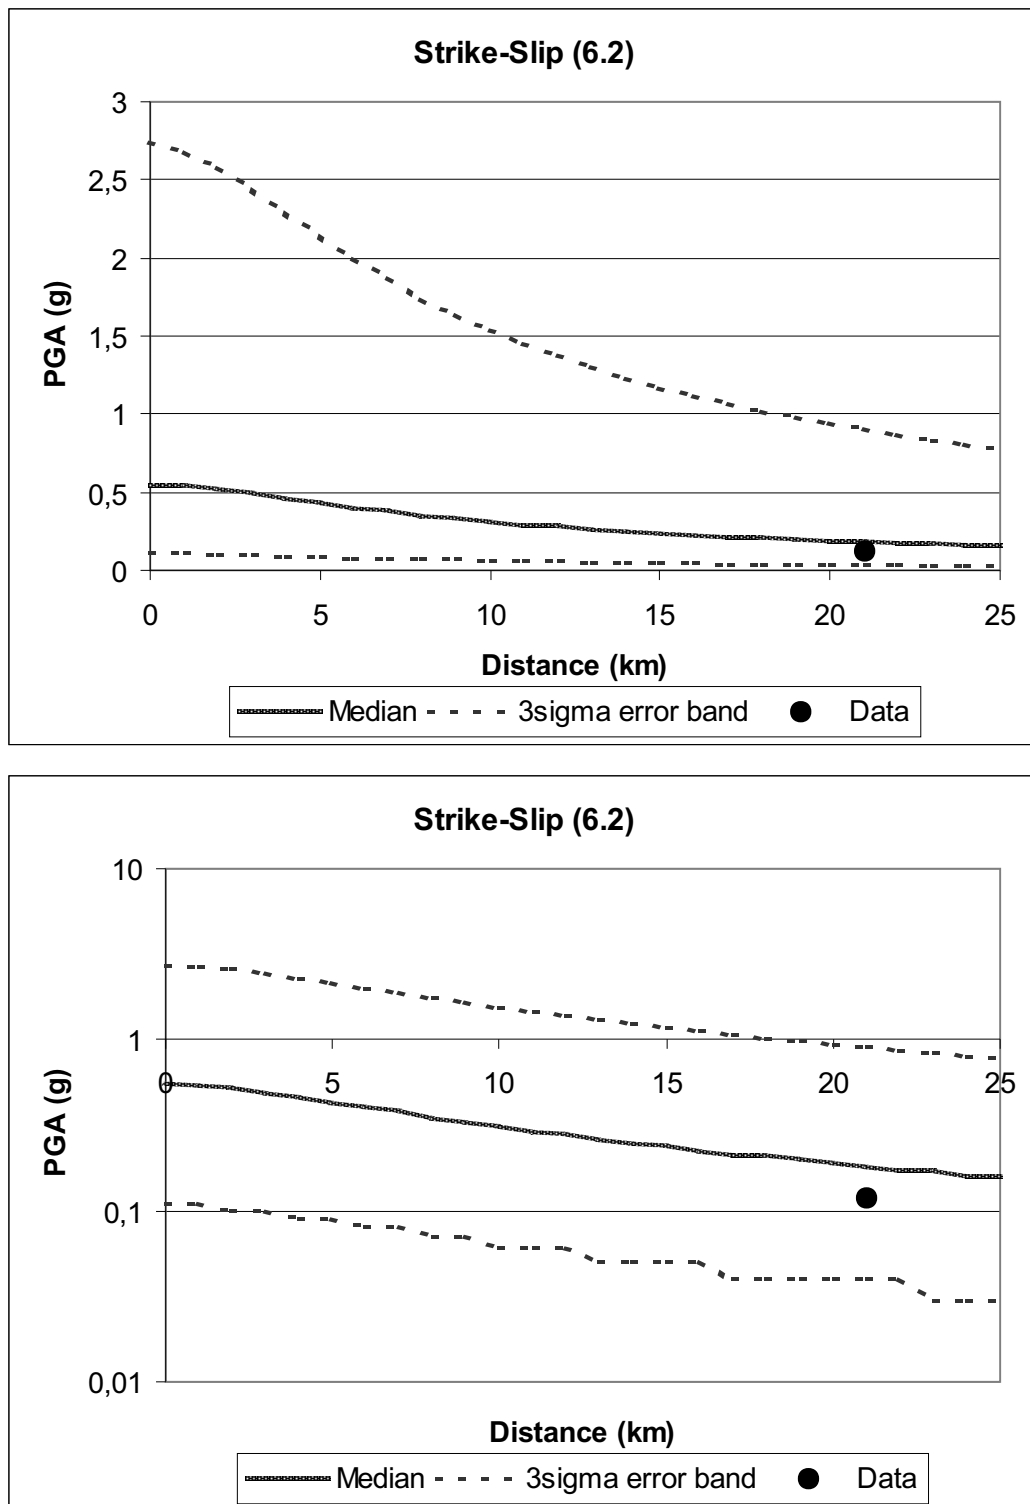 Strike-Slip (6.2)
3
2,5
2
1,5
1
0,5
0
PGA (g)
0 5 10 15 20 25
Distance (km)
Median 3sigma error band Data
Strike-Slip (6.2)
10
1
0,1
0,01
PGA (g)
0 5 10 15 20 25
Distance (km)
Median 3sigma error band Data